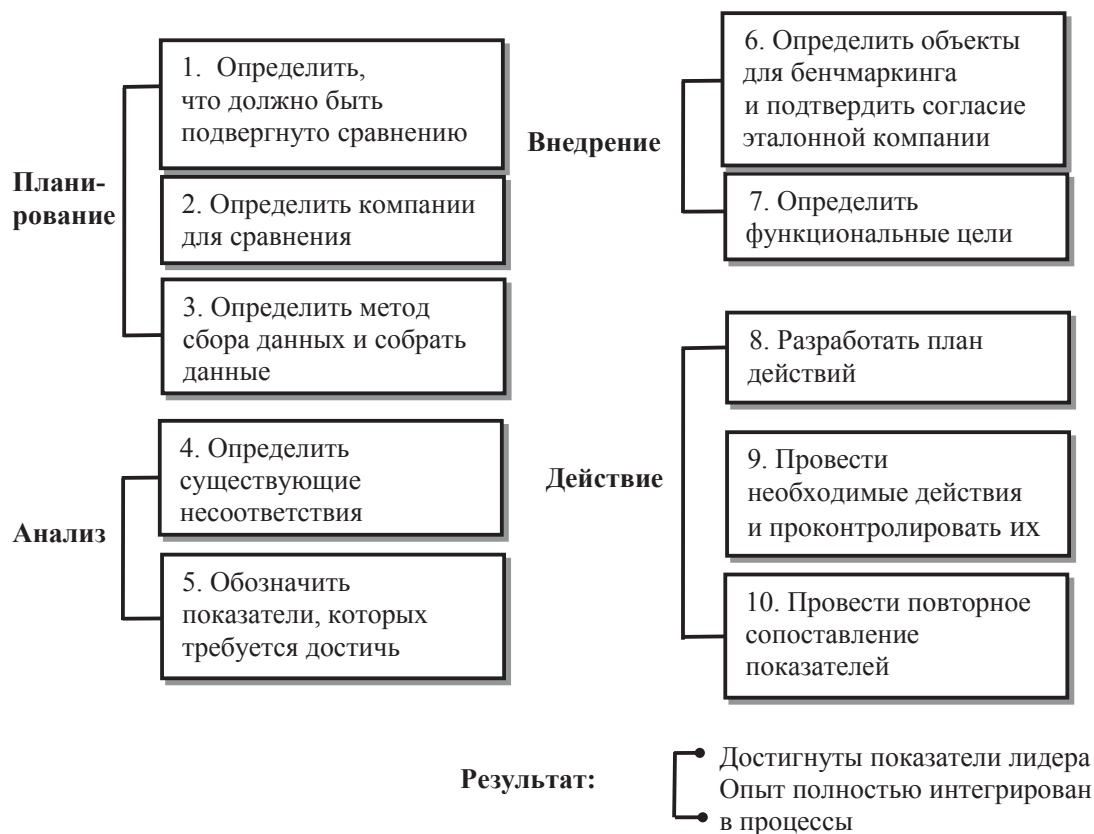 Плани-
рование
1. Определить,
что должно быть
подвергнуто сравнению
2. Определить компании
для сравнения
3. Определить метод
сбора данных и собрать
данные
Анализ
4. Определить
существующие
несоответствия
5. Обозначить
показатели, которых
требуется достичь
Внедрение
6. Определить объекты
для бенчмаркинга
и подтвердить согласие
эталонной компании
7. Определить
функциональные цели
Действие
8. Разработать план
действий
9. Провести
необходимые действия
и проконтролировать их
10. Провести повторное
сопоставление
показателей
Результат:
Достигнуты показатели лидера
Опыт полностью интегрирован
в процессы